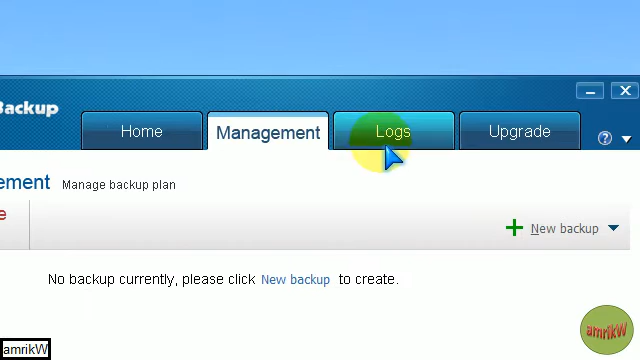 Backup
Home Management Logs Upgrade
?
ement Manage backup plan
e
New backup
No backup currently, please click New backup to create.
amrikW
amrikW